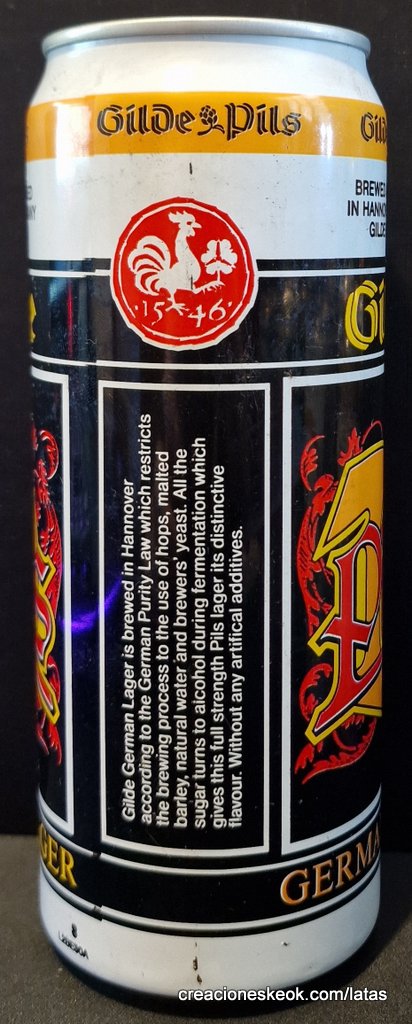 Gilde Pils
Gild
BREWED
IN HANNO
GILDE
1546
Gi
Gilde German Lager is brewed in Hannover
according to the German Purity Law which restricts
the brewing process to the use of hops, malted
barley, natural water and brewers' yeast. All the
sugar turns to alcohol during fermentation which
gives this full strength Pils lager its distinctive
flavour. Without any artifical additives.
P
GER
GERMA
8
creacioneskeok.com/latas